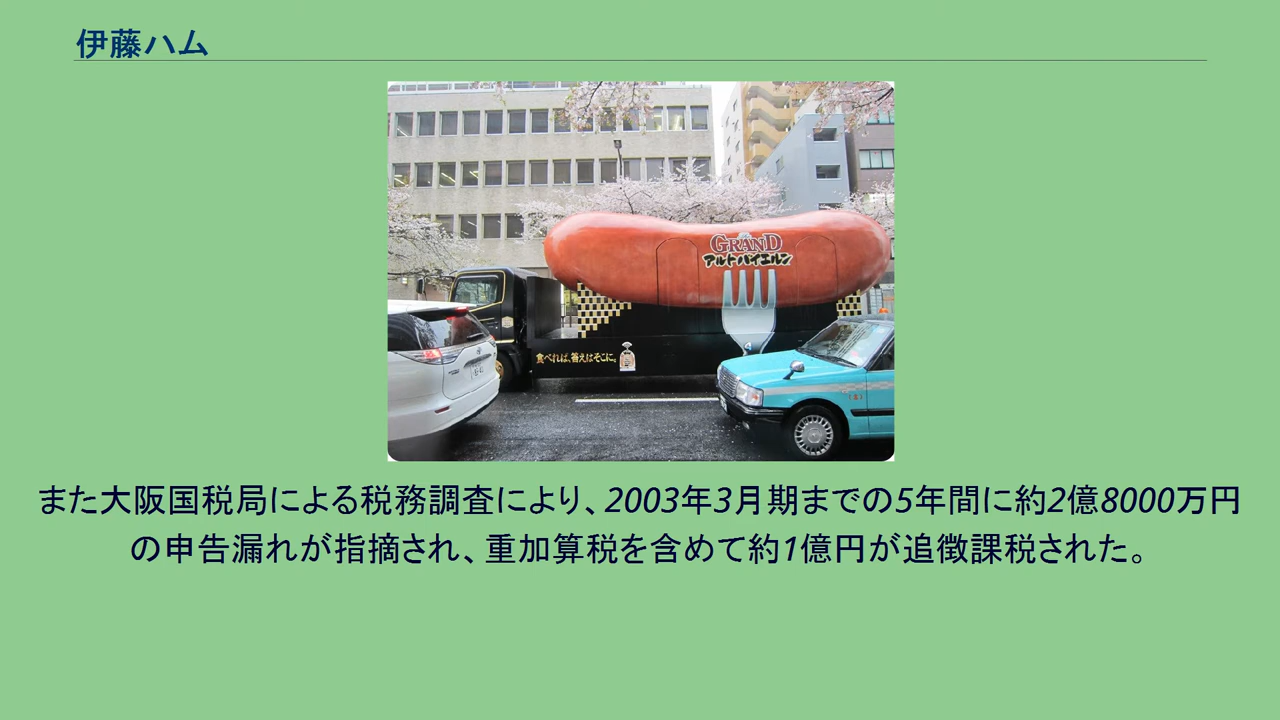 伊藤ハム
GRAND
アルトバイエルン
食べれば、答えはそこに。
また大阪国税局による税務調査により、2003年3月期までの5年間に約2億8000万円
の申告漏れが指摘され、重加算税を含めて約1億円が追徴課税された。